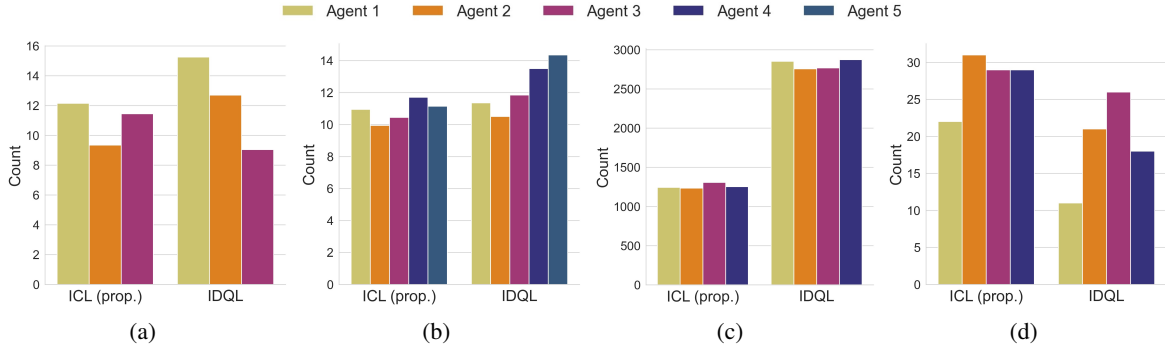 Agent 1 Agent 2 Agent 3 Agent 4 Agent 5
Count
16
14
12
10
8
6
4
2
0
ICL (prop.) IDQL
(a)
Count
14
12
10
8
6
4
2
0
ICL (prop.) IDQL
(b)
Count
3000
2500
2000
1500
1000
500
0
ICL (prop.) IDQL
(c)
Count
30
25
20
15
10
5
0
ICL (prop.) IDQL
(d)